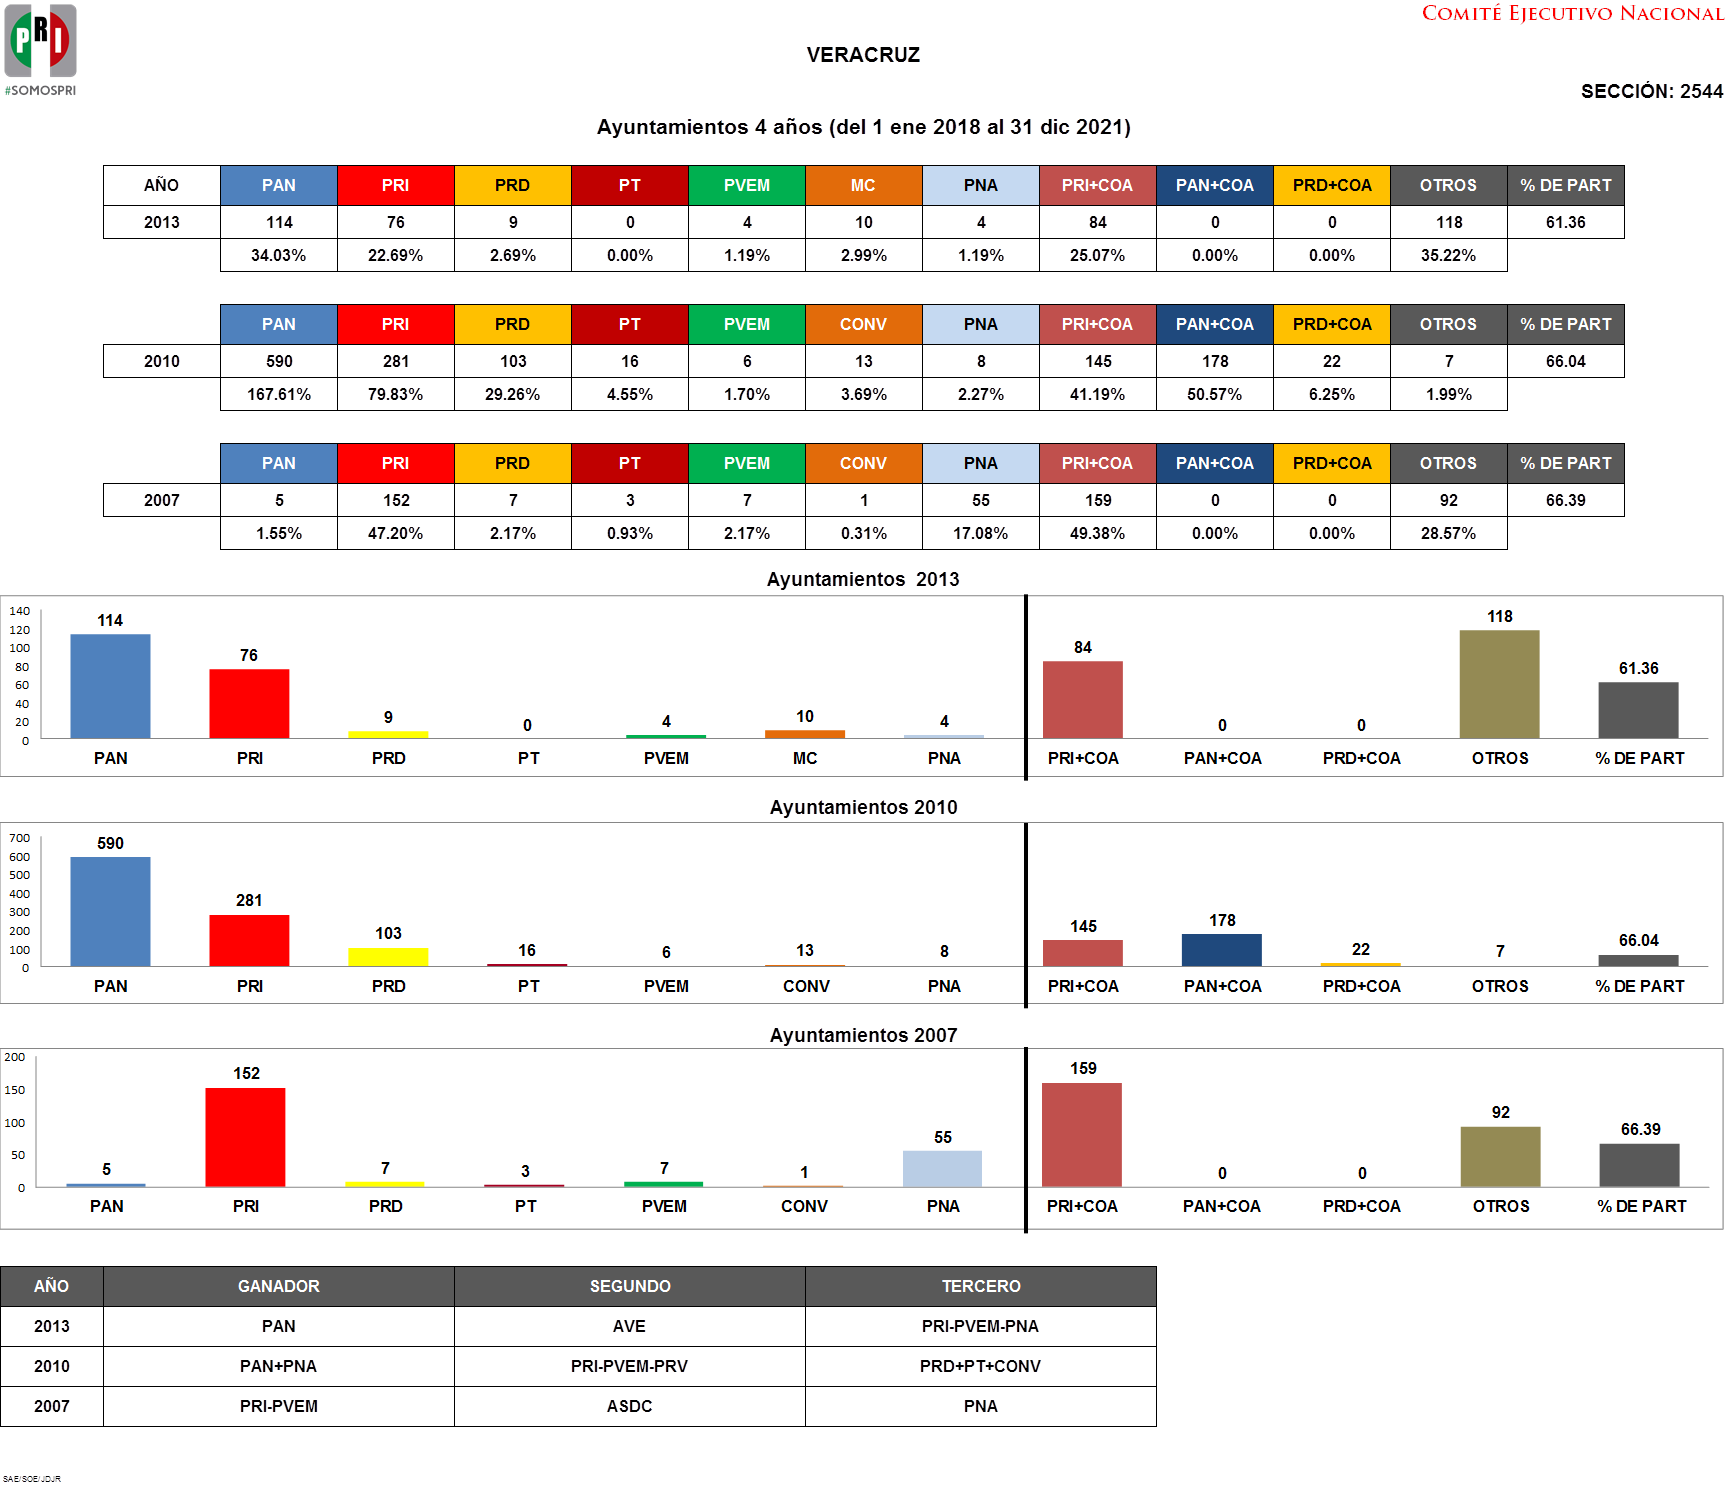 COMITÉ EJECUTIVO NACIONAL
PRI
#SOMOSPRI
VERACRUZ
SECCIÓN: 2544
Ayuntamientos 4 años (del 1 ene 2018 al 31 dic 2021)
AÑO PAN PRI PRD PT PVEM MC PNA PRI+COA PAN+COA PRD+COA OTROS % DE PART
2013 114 76 9 0 4 10 4 84 0 0 118 61.36
34.03% 22.69% 2.69% 0.00% 1.19% 2.99% 1.19% 25.07% 0.00% 0.00% 35.22%
PAN PRI PRD PT PVEM CONV PNA PRI+COA PAN+COA PRD+COA OTROS % DE PART
2010 590 281 103 16 6 13 8 145 178 22 7 66.04
167.61% 79.83% 29.26% 4.55% 1.70% 3.69% 2.27% 41.19% 50.57% 6.25% 1.99%
PAN PRI PRD PT PVEM CONV PNA PRI+COA PAN+COA PRD+COA OTROS % DE PART
2007 5 152 7 3 7 1 55 159 0 0 92 66.39
1.55% 47.20% 2.17% 0.93% 2.17% 0.31% 17.08% 49.38% 0.00% 0.00% 28.57%
Ayuntamientos 2013
140
120
100
80
60
40
20
0
114 76 9 0 4 10 4 84 0 0 118 61.36
PAN PRI PRD PT PVEM MC PNA PRI+COA PAN+COA PRD+COA OTROS % DE PART
Ayuntamientos 2010
700
600
500
400
300
200
100
0
590 281 103 16 6 13 8 145 178 22 7 66.04
PAN PRI PRD PT PVEM CONV PNA PRI+COA PAN+COA PRD+COA OTROS % DE PART
Ayuntamientos 2007
200
150
100
50
0
5 152 7 3 7 1 55 159 0 0 92 66.39
PAN PRI PRD PT PVEM CONV PNA PRI+COA PAN+COA PRD+COA OTROS % DE PART
AÑO GANADOR SEGUNDO TERCERO
2013 PAN AVE PRI-PVEM-PNA
2010 PAN+PNA PRI-PVEM-PRV PRD+PT+CONV
2007 PRI-PVEM ASDC PNA
SAE/SOE/JDJR